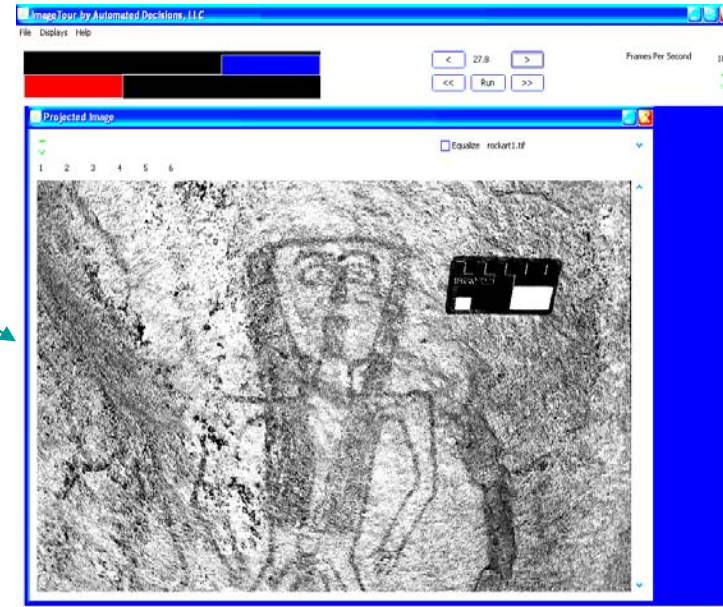 ImageTour by Automated Decisions, LLC
File Displays Help
< 27.8 > Frames Per Second
<< Run >>
Projected Image
Equalize rockart1.tif
1 2 3 4 5 6